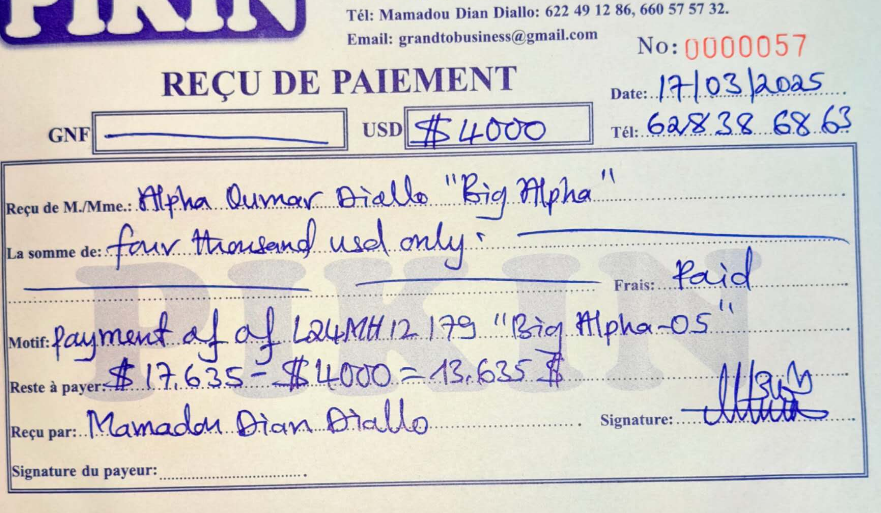 PIKIN
Tél: Mamadou Dian Diallo: 622 49 12 86, 660 57 57 32.
Email: grandtobusiness@gmail.com
No: 0000057
REÇU DE PAIEMENT
Date: 17/03/2025
GNF
USD $4000
Tél: 628 38 68 63
Reçu de M./Mme.: Alpha Oumar Diallo "Big Alpha"
La somme de: four thousand usd only.
Frais: Paid
PIKIN
Motif: payment of of L24MH12179 "Big Alpha-05"
Reste à payer: $17.635 - $4000 = 13.635 $
Reçu par: Mamadou Dian Diallo
Signature:
Signature du payeur: